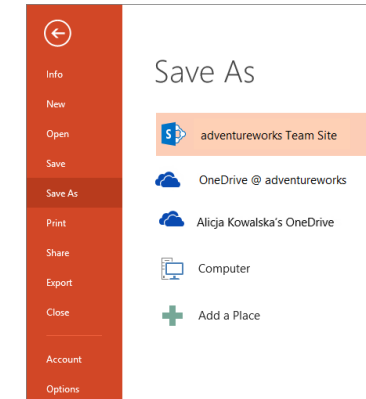 Info
New
Open
Save
Save As
Print
Share
Export
Close
Account
Options
Save As
S
adventureworks Team Site
OneDrive @ adventureworks
Alicja Kowalska's OneDrive
Computer
Add a Place